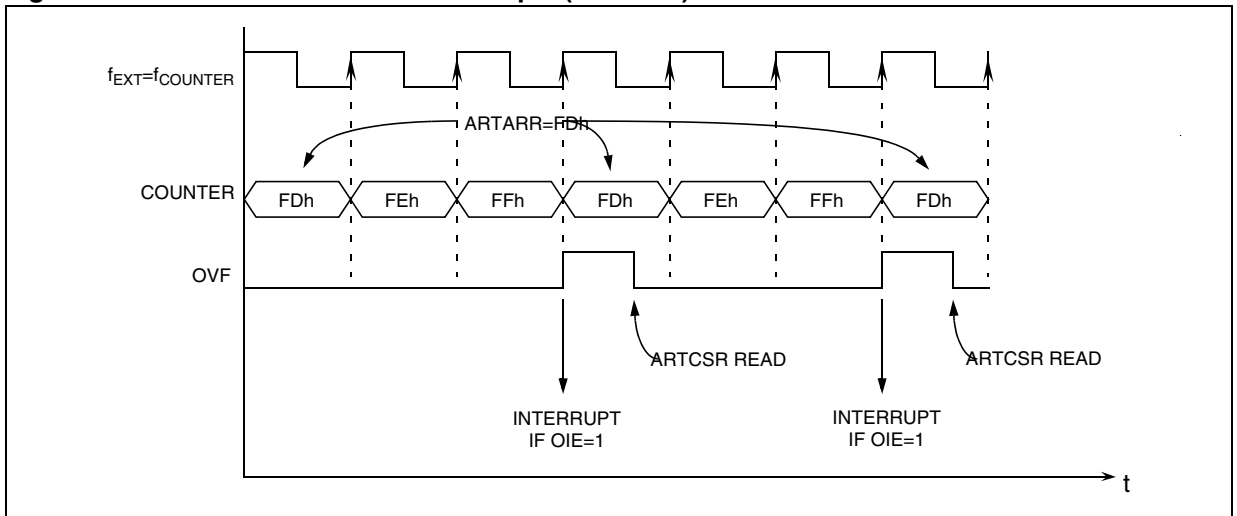 fEXT=fCOUNTER
ARTARR=FDh
COUNTER
FDh FEh FFh FDh FEh FFh FDh
OVF
ARTCSR READ ARTCSR READ
INTERRUPT INTERRUPT
IF OIE=1 IF OIE=1
t